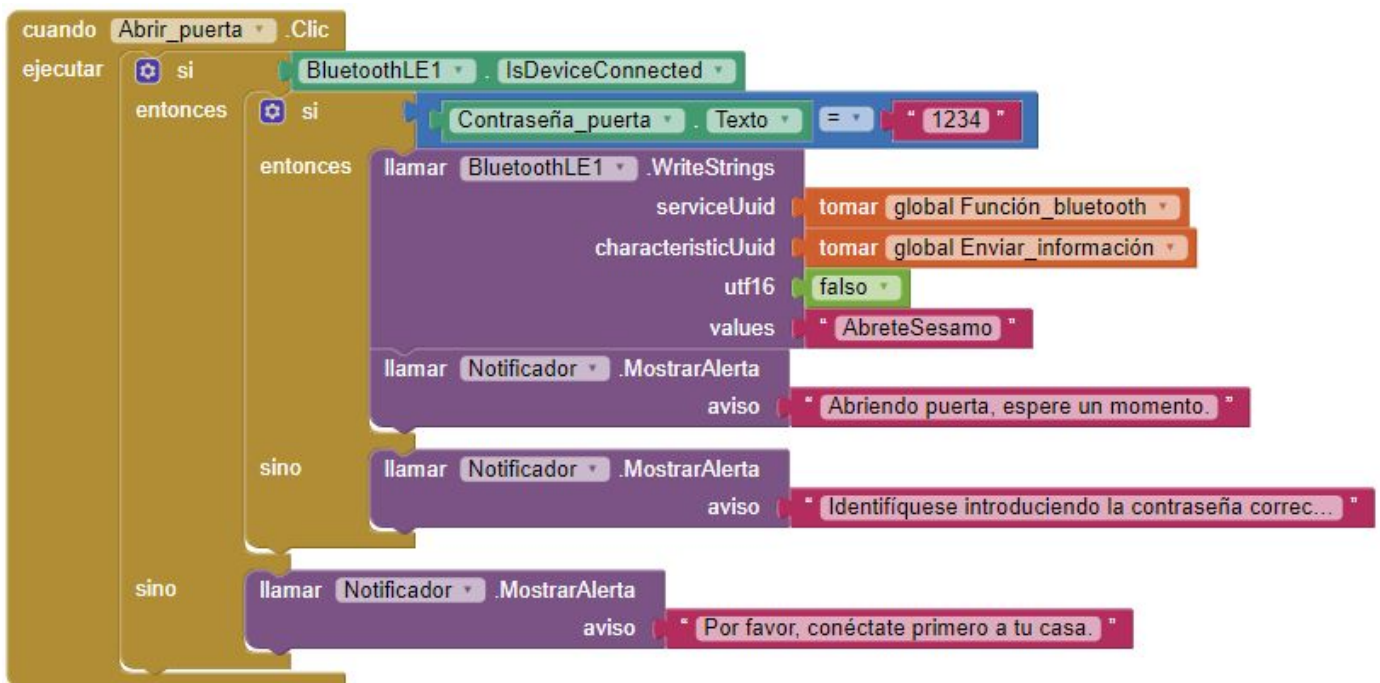 cuando Abrir_puerta .Clic
ejecutar si BluetoothLE1 . IsDeviceConnected
entonces si Contraseña_puerta . Texto = " 1234 "
entonces llamar BluetoothLE1 .WriteStrings
serviceUuid tomar global Función_bluetooth
characteristicUuid tomar global Enviar_información
utf16 falso
values " AbreteSesamo "
llamar Notificador .MostrarAlerta
aviso " Abriendo puerta, espere un momento. "
sino llamar Notificador .MostrarAlerta
aviso " Identifíquese introduciendo la contraseña correc... "
sino llamar Notificador .MostrarAlerta
aviso " Por favor, conéctate primero a tu casa. "